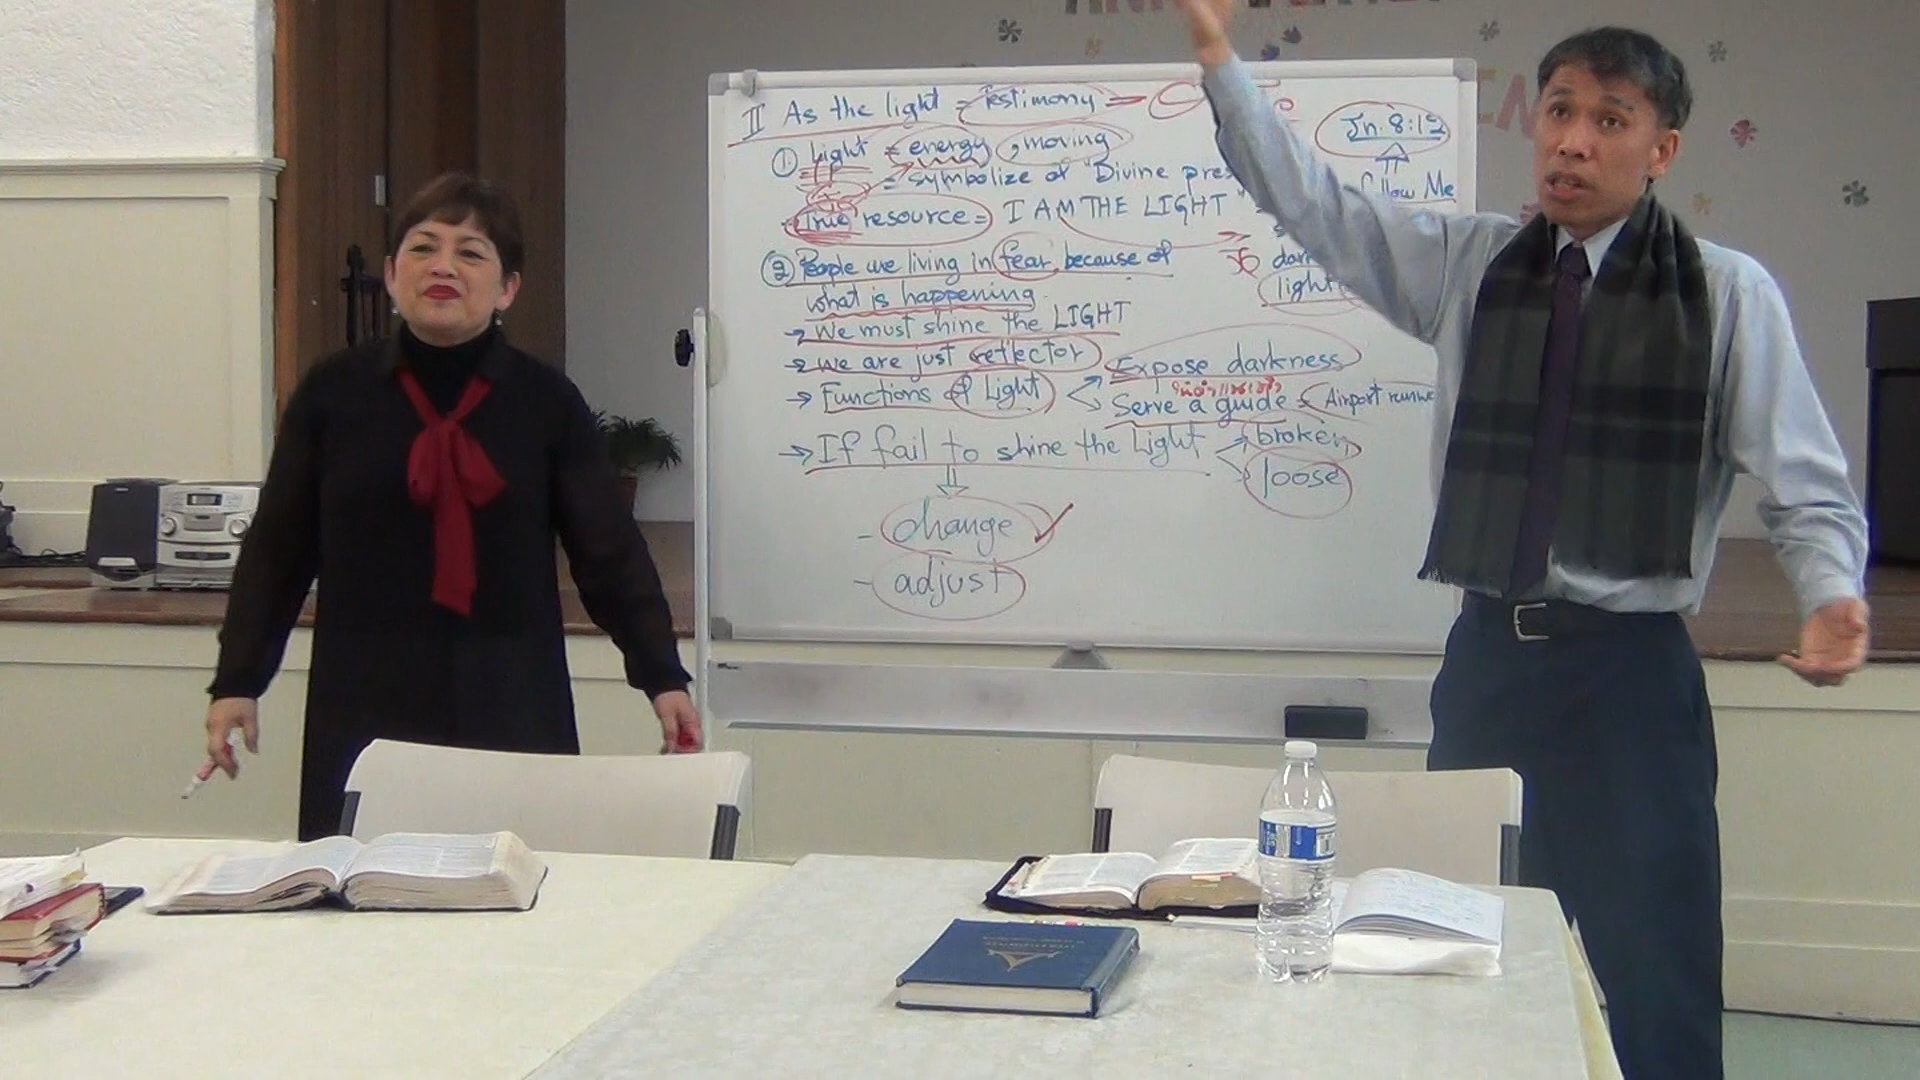 II As the light = Testimony →
Jn. 8:12
① Light = energy, moving
= symbolize of "Divine pres
follow Me
True resource = I AM THE LIGHT"
② People are living in fear because of
dar
what is happening
light
→ We must shine the LIGHT
→ we are just reflector
Expose darkness
→ Functions of Light
Serve a guide = Airport runw
→ If fail to shine the Light
broken
loose
- change ✓
- adjust